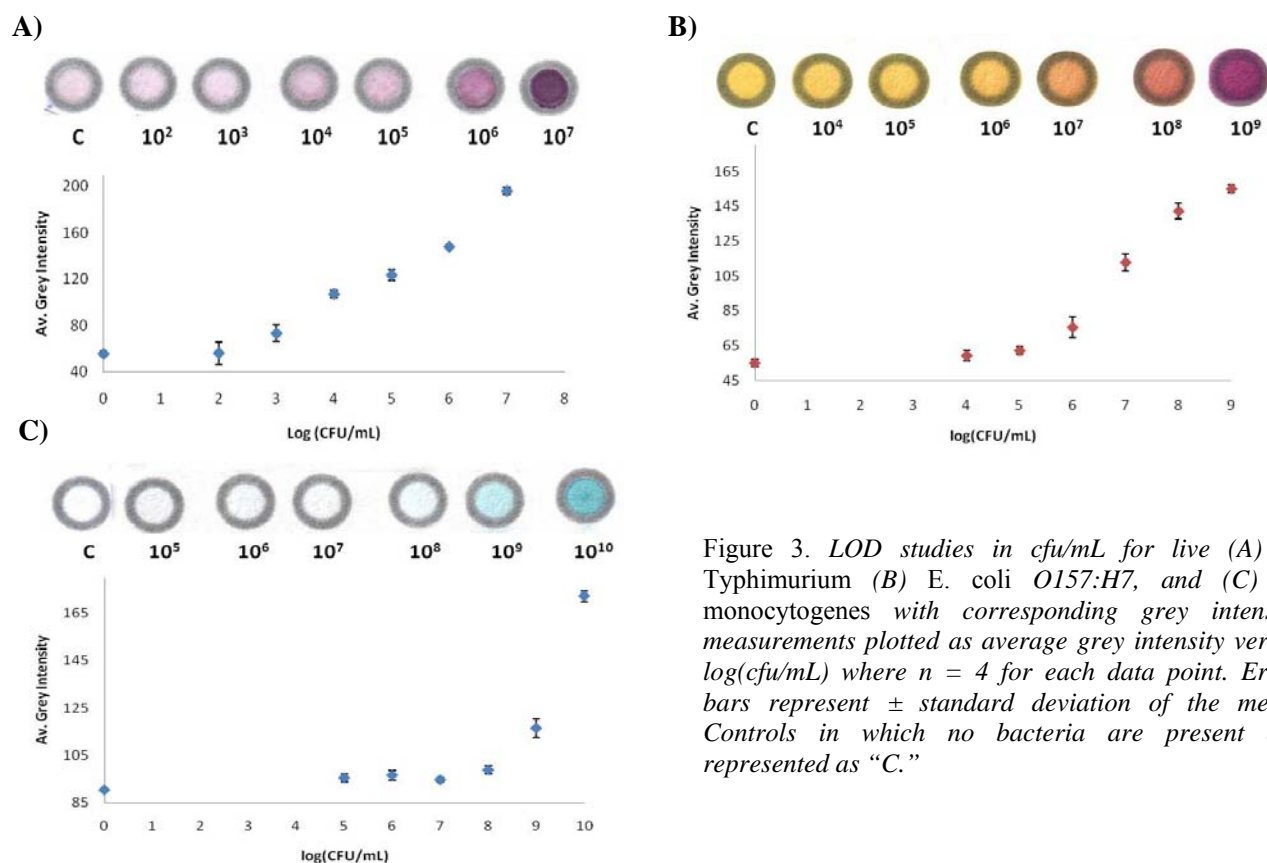 A)
C 10² 10³ 10⁴ 10⁵ 10⁶ 10⁷
200
160
120
80
40
Av. Grey Intensity
0 1 2 3 4 5 6 7 8
Log (CFU/mL)
B)
C 10⁴ 10⁵ 10⁶ 10⁷ 10⁸ 10⁹
165
145
125
105
85
65
45
Av. Grey Intensity
0 1 2 3 4 5 6 7 8 9
log(CFU/mL)
C)
C 10⁵ 10⁶ 10⁷ 10⁸ 10⁹ 10¹⁰
165
145
125
105
85
Av. Grey Intensity
0 1 2 3 4 5 6 7 8 9 10
log(CFU/mL)
Figure 3. LOD studies in cfu/mL for live (A)
Typhimurium (B) E. coli O157:H7, and (C)
monocytogenes with corresponding grey intens
measurements plotted as average grey intensity ver
log(cfu/mL) where n = 4 for each data point. Er
bars represent ± standard deviation of the me
Controls in which no bacteria are present
represented as “C.”